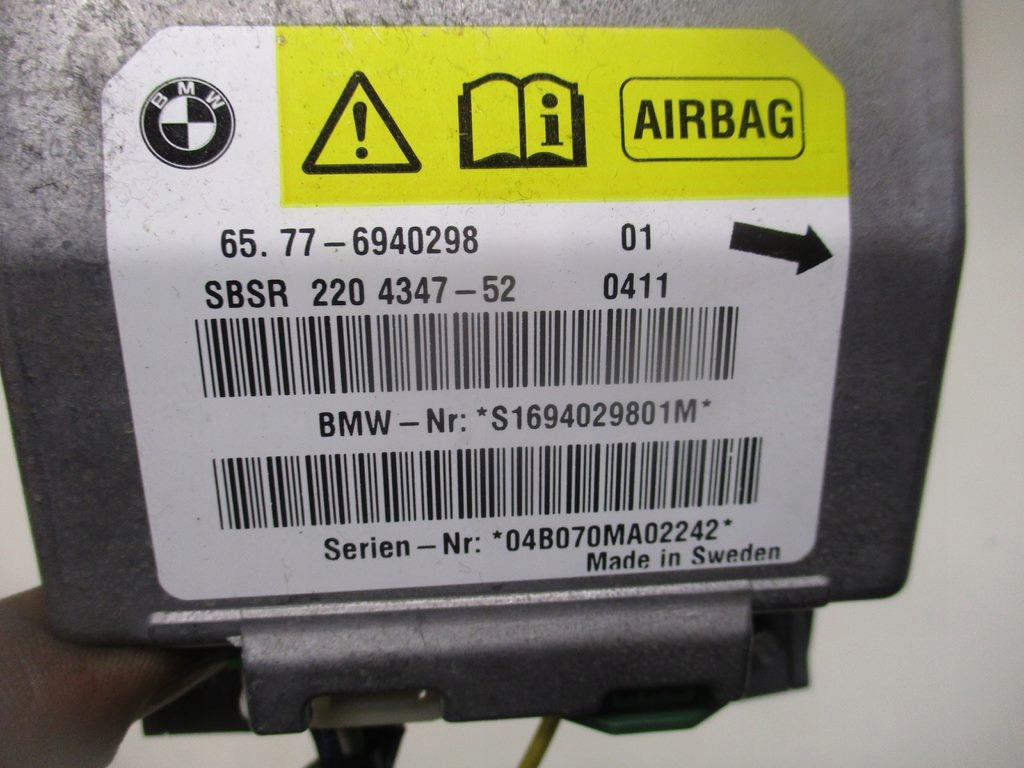 BMW
i
AIRBAG
65. 77-6940298 01
SBSR 220 4347-52 0411
BMW-Nr: *S1694029801M*
Serien-Nr: *04B070MA02242*
Made in Sweden